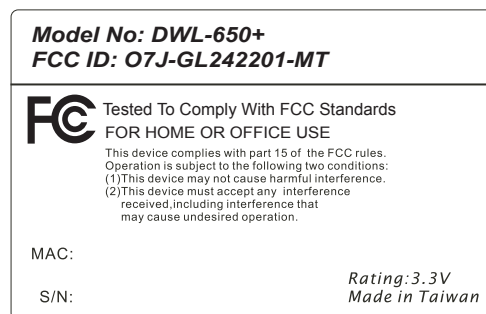 Model No: DWL-650+
FCC ID: O7J-GL242201-MT
FC Tested To Comply With FCC Standards
FOR HOME OR OFFICE USE
This device complies with part 15 of the FCC rules.
Operation is subject to the following two conditions:
(1)This device may not cause harmful interference.
(2)This device must accept any interference
received,including interference that
may cause undesired operation.
MAC:
Rating:3.3V
S/N: Made in Taiwan